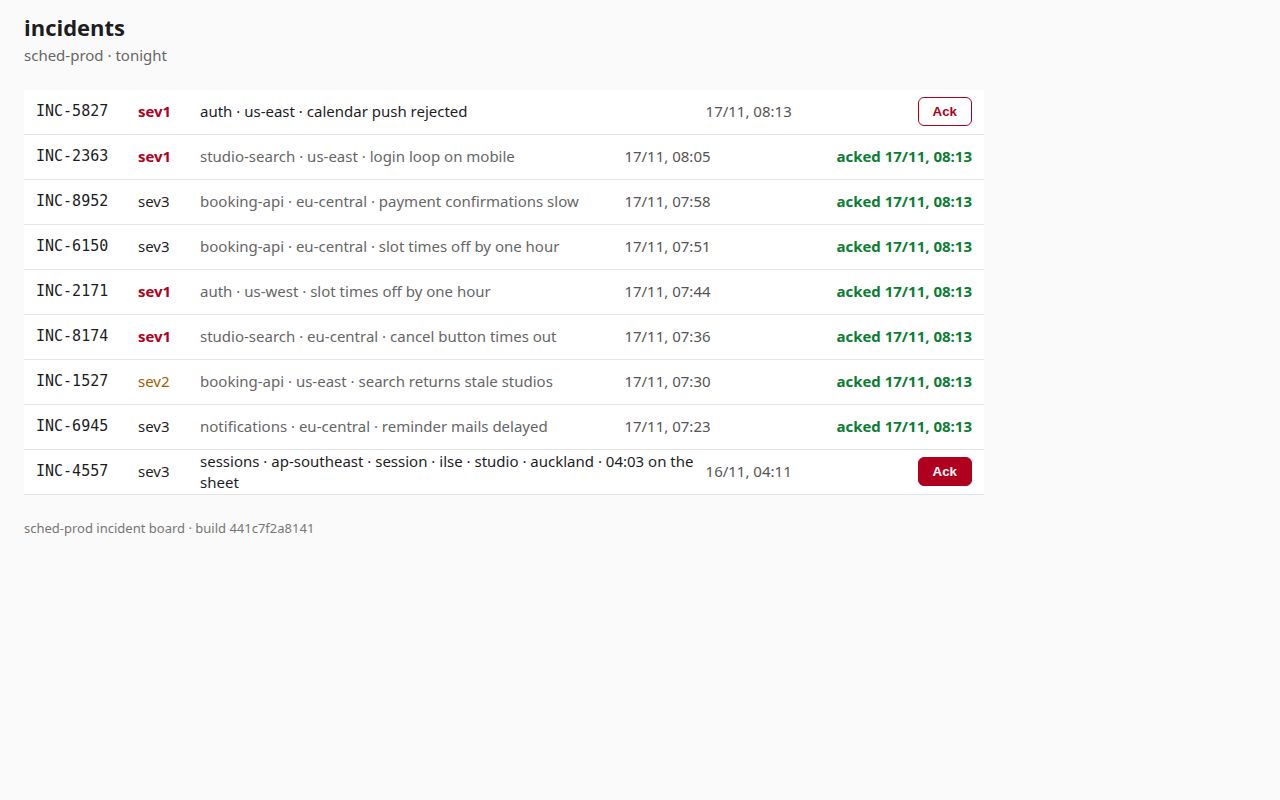 incidents
sched-prod · tonight
INC-5827 sev1 auth · us-east · calendar push rejected 17/11, 08:13 Ack
INC-2363 sev1 studio-search · us-east · login loop on mobile 17/11, 08:05 acked 17/11, 08:13
INC-8952 sev3 booking-api · eu-central · payment confirmations slow 17/11, 07:58 acked 17/11, 08:13
INC-6150 sev3 booking-api · eu-central · slot times off by one hour 17/11, 07:51 acked 17/11, 08:13
INC-2171 sev1 auth · us-west · slot times off by one hour 17/11, 07:44 acked 17/11, 08:13
INC-8174 sev1 studio-search · eu-central · cancel button times out 17/11, 07:36 acked 17/11, 08:13
INC-1527 sev2 booking-api · us-east · search returns stale studios 17/11, 07:30 acked 17/11, 08:13
INC-6945 sev3 notifications · eu-central · reminder mails delayed 17/11, 07:23 acked 17/11, 08:13
INC-4557 sev3 sessions · ap-southeast · session · ilse · studio · auckland · 04:03 on the 16/11, 04:11 Ack
sheet
sched-prod incident board · build 441c7f2a8141